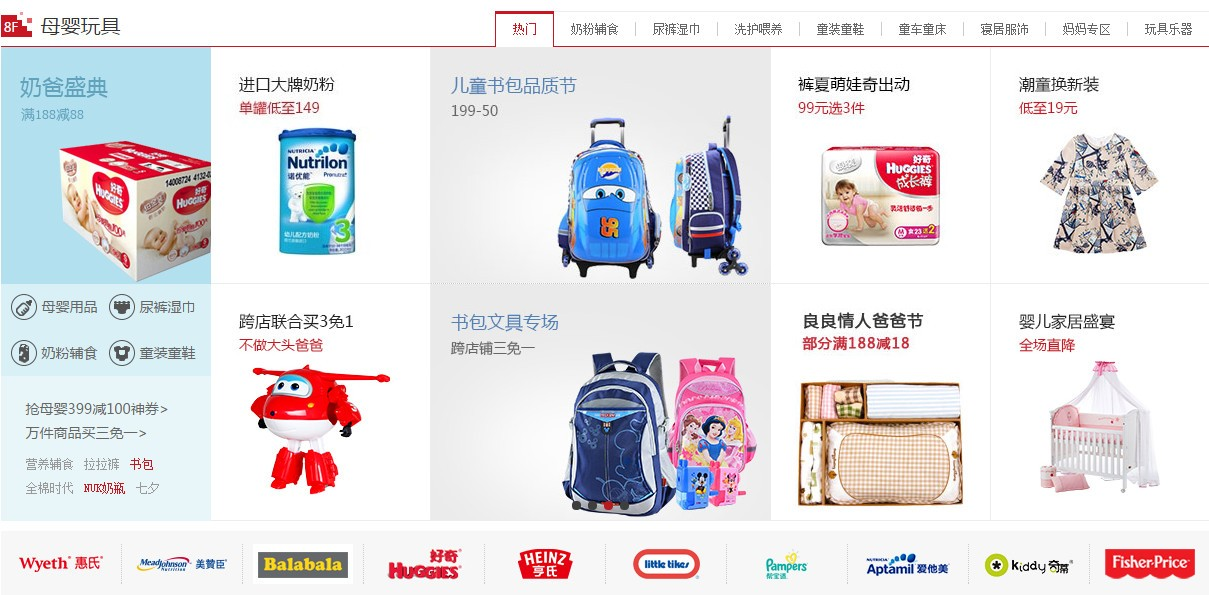 8F 母婴玩具
热门 奶粉辅食 尿裤湿巾 洗护喂养 童装童鞋 童车童床 寝居服饰 妈妈专区 玩具乐器
奶爸盛典
满188减88
好奇
HUGGIES
14008724
母婴用品 尿裤湿巾
奶粉辅食 童装童鞋
抢母婴399减100神券>
万件商品买三免一>
营养辅食 拉拉裤 书包
全棉时代 NUK奶瓶 七夕
进口大牌奶粉
单罐低至149
NUTRICIA
Nutrilon
诺优能
幼儿配方奶粉
3
儿童书包品质节
199-50
裤夏萌娃奇出动
99元选3件
好奇
HUGGIES
成长裤
潮童换新装
低至19元
跨店联合买3免1
不做大头爸爸
书包文具专场
跨店铺三免一
良良情人爸爸节
部分满188减18
婴儿家居盛宴
全场直降
Wyeth 惠氏
MeadJohnson Nutrition 美赞臣
Balabala
好奇
HUGGIES
HEINZ
亨氏
little tikes
Pampers
帮宝适
NUTRICIA
Aptamil 爱他美
kiddy 奇蒂
Fisher-Price